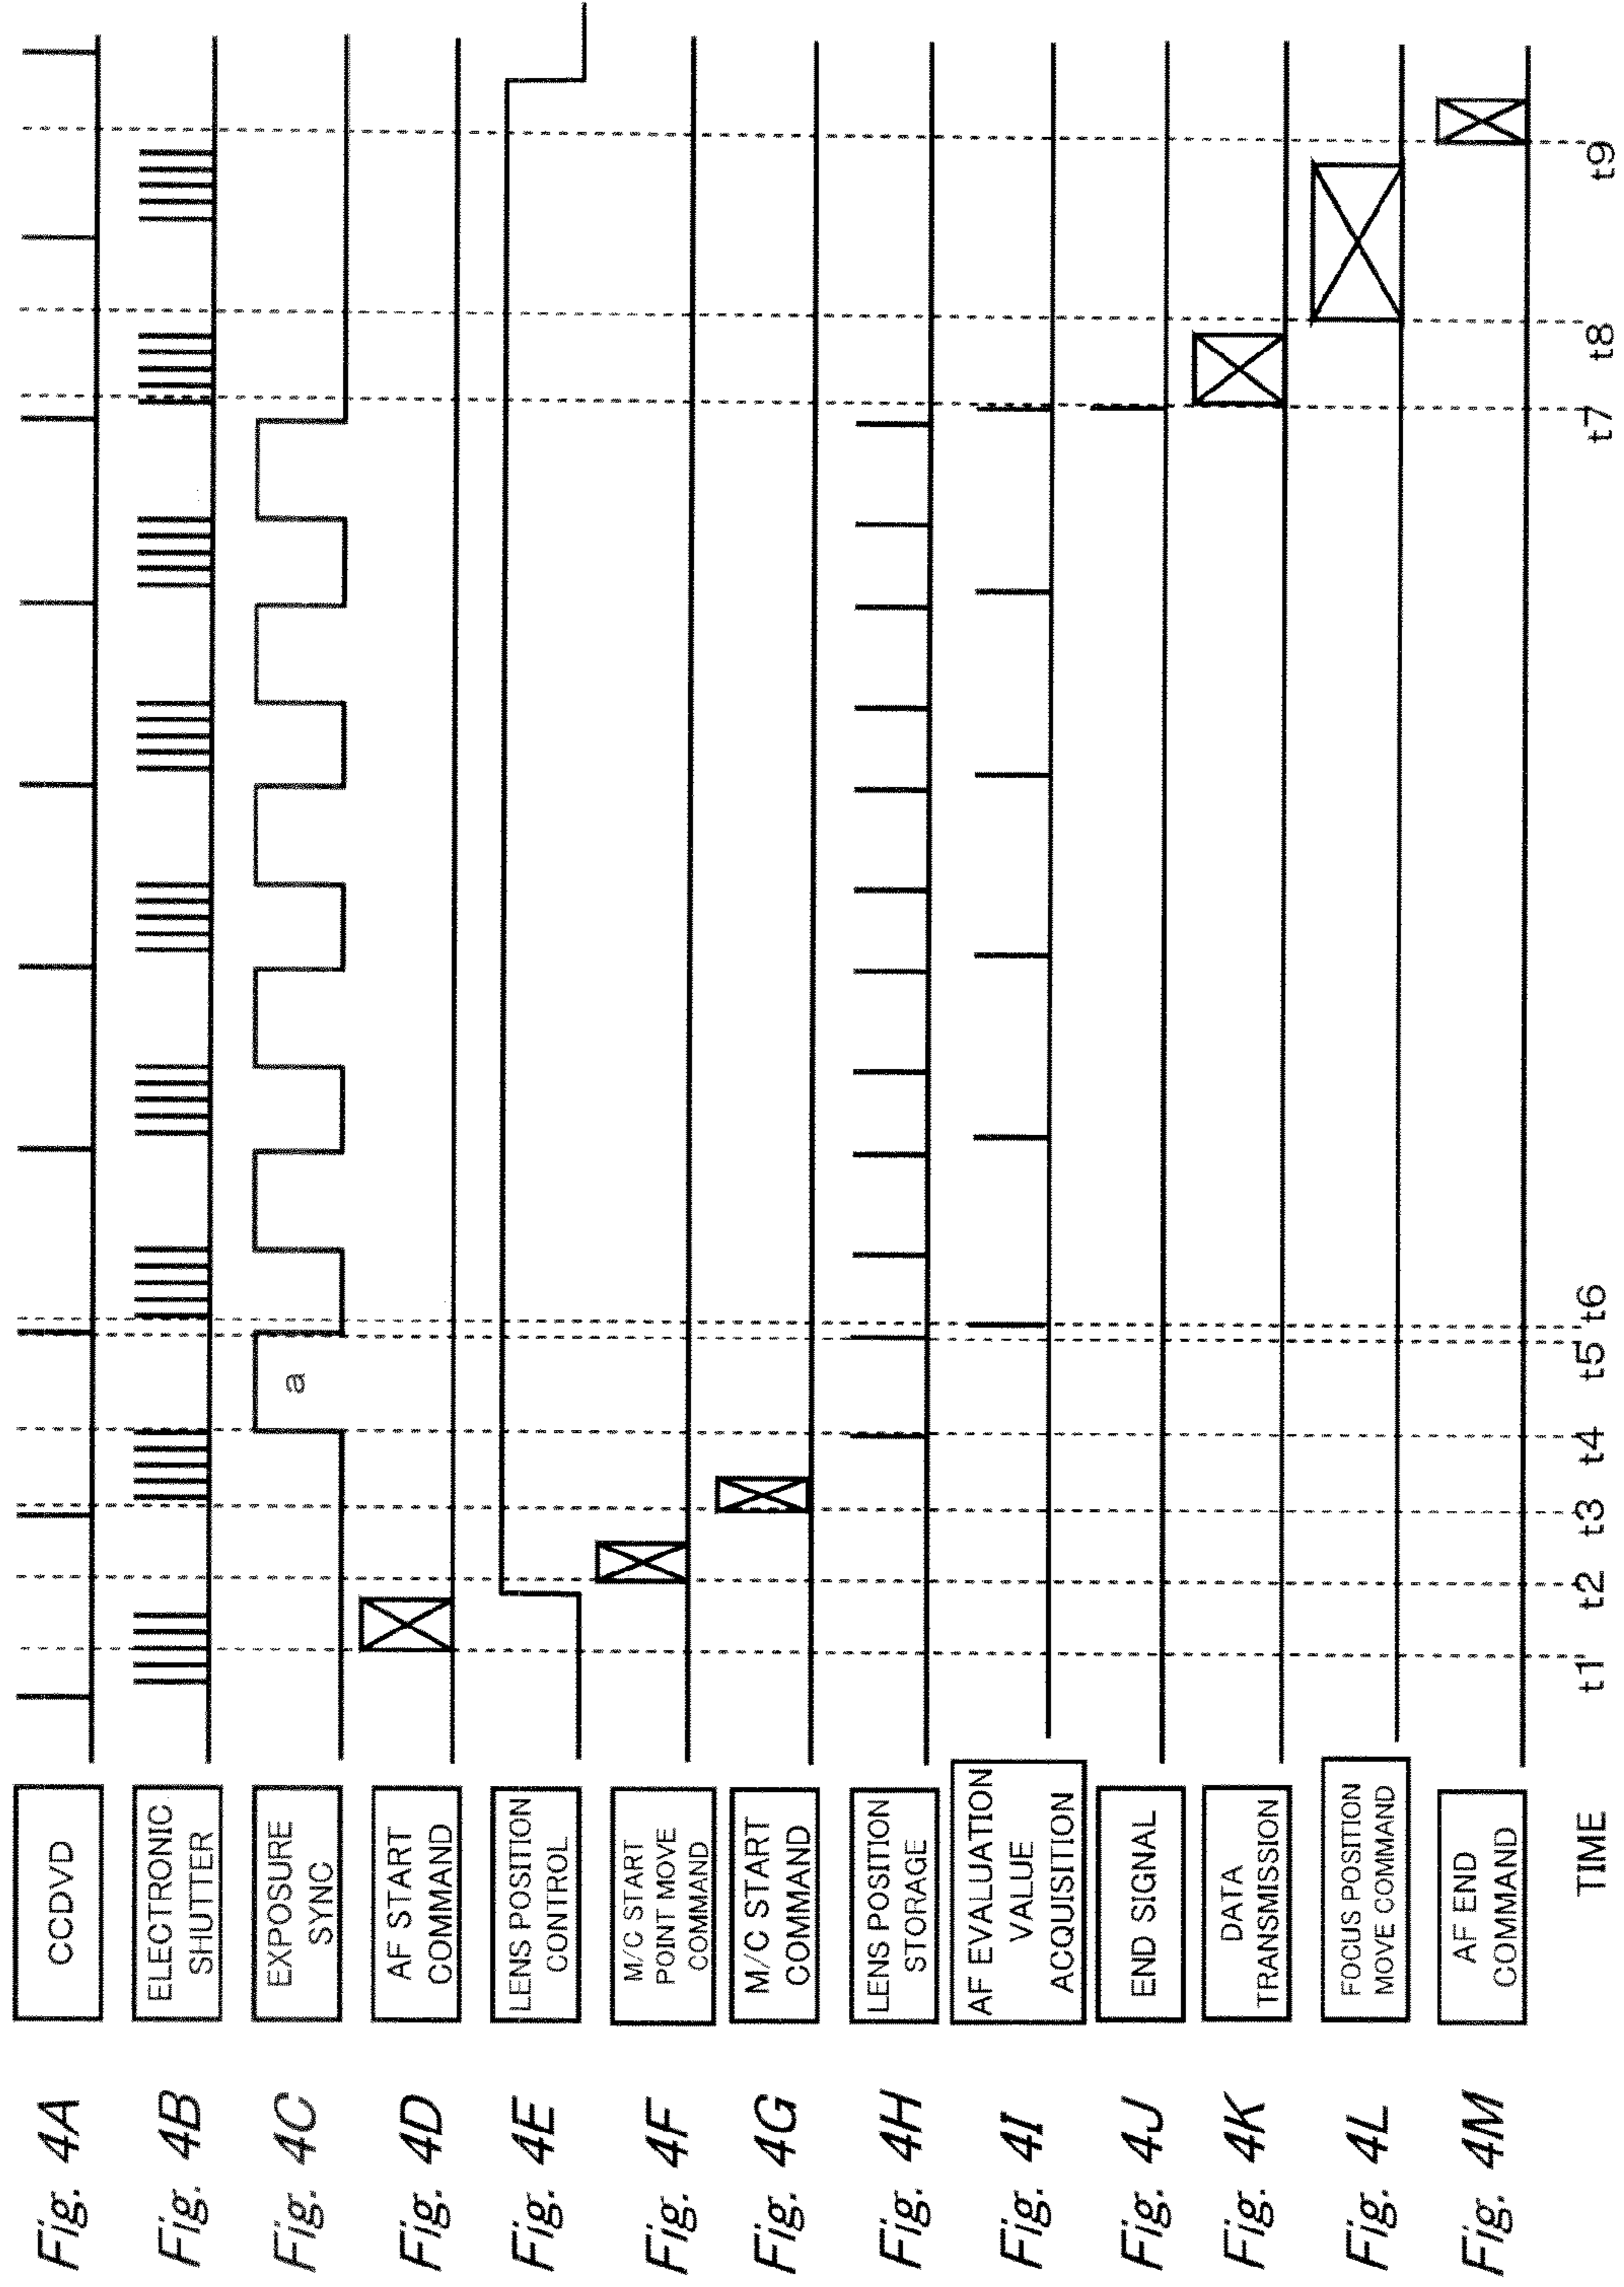 Fig. 4A
CCDVD
Fig. 4B
ELECTRONIC
SHUTTER
Fig. 4C
EXPOSURE
SYNC
a
Fig. 4D
AF START
COMMAND
Fig. 4E
LENS POSITION
CONTROL
Fig. 4F
M/C START
POINT MOVE
COMMAND
Fig. 4G
M/C START
COMMAND
Fig. 4H
LENS POSITION
STORAGE
Fig. 4I
AF EVALUATION
VALUE
ACQUISITION
Fig. 4J
END SIGNAL
Fig. 4K
DATA
TRANSMISSION
Fig. 4L
FOCUS POSITION
MOVE COMMAND
Fig. 4M
AF END
COMMAND
TIME
t1 t2 t3 t4 t5 t6 t7 t8 t9